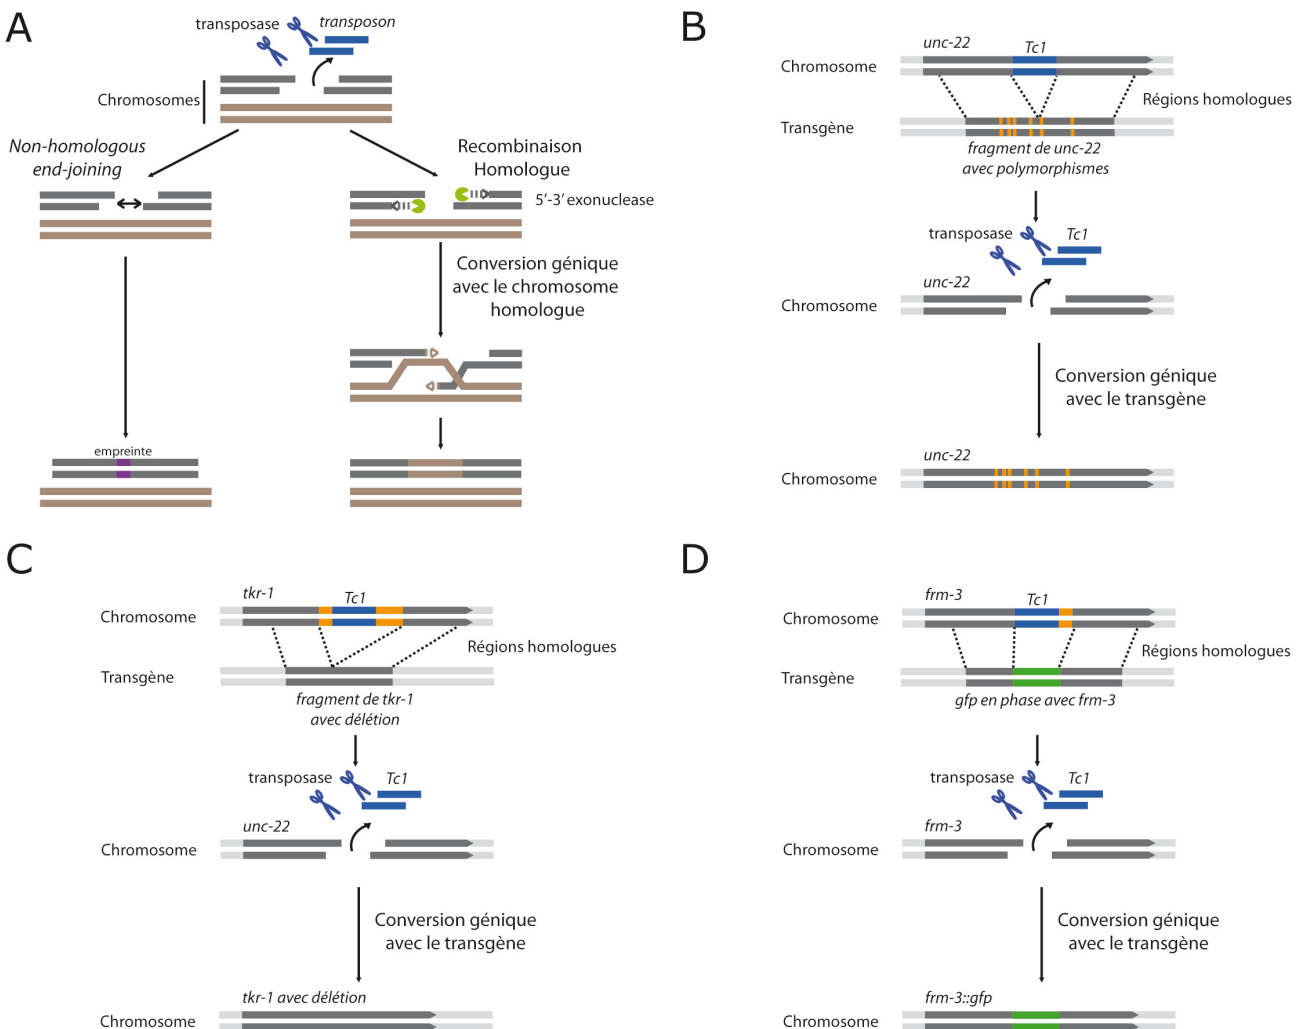 A
transposase
transposon
Chromosomes
Non-homologous
end-joining
Recombinaison
Homologue
5'-3' exonuclease
Conversion génique
avec le chromosome
homologue
empreinte
B
unc-22
Tc1
Chromosome
Régions homologues
Transgène
fragment de unc-22
avec polymorphismes
transposase
Tc1
unc-22
Chromosome
Conversion génique
avec le transgène
unc-22
Chromosome
C
tkr-1
Tc1
Chromosome
Régions homologues
Transgène
fragment de tkr-1
avec délétion
transposase
Tc1
unc-22
Chromosome
Conversion génique
avec le transgène
tkr-1 avec délétion
Chromosome
D
frm-3
Tc1
Chromosome
Régions homologues
Transgène
gfp en phase avec frm-3
transposase
Tc1
frm-3
Chromosome
Conversion génique
avec le transgène
frm-3::gfp
Chromosome